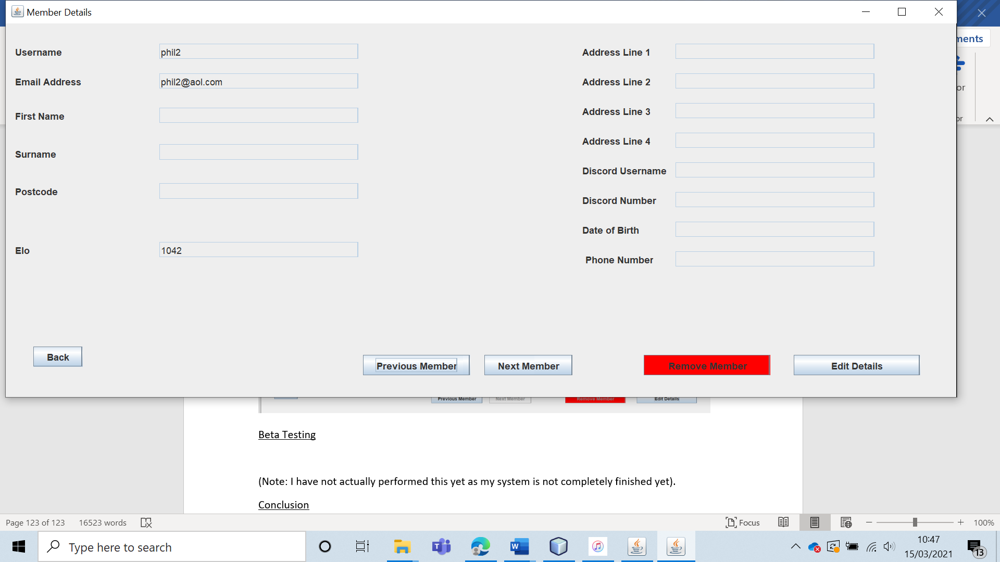 Member Details
ments
Username
phil2
Address Line 1
Email Address
phil2@aol.com
Address Line 2
or
First Name
Address Line 3
or
Address Line 4
Surname
Discord Username
Postcode
Discord Number
Date of Birth
Elo
1042
Phone Number
Back
Previous Member
Next Member
Remove Member
Edit Details
Previous Member
Next Member
Remove Member
Edit Details
Beta Testing
(Note: I have not actually performed this yet as my system is not completely finished yet).
Conclusion
Page 123 of 123
16523 words
Focus
100%
Type here to search
T
W
10:47
15/03/2021
13